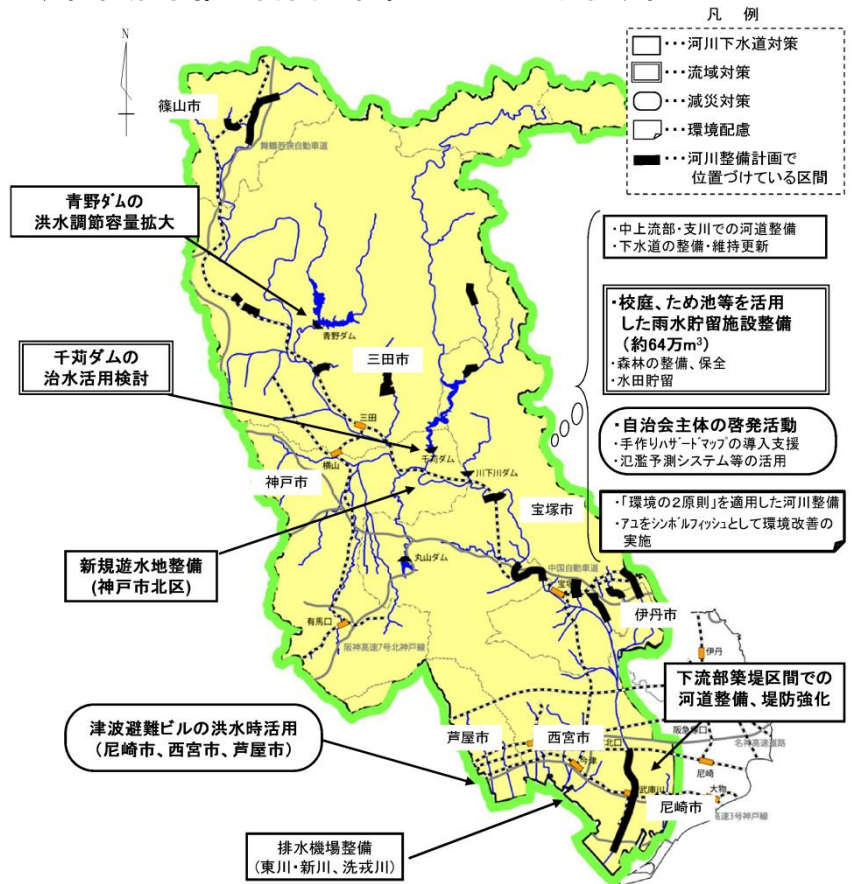 凡 例
･･･河川下水道対策
･･･流域対策
･･･減災対策
･･･環境配慮
･･･河川整備計画で
位置づけている区間
篠山市
舞鶴若狭自動車道
青野ﾀﾞﾑの
洪水調節容量拡大
・中上流部・支川での河道整備
・下水道の整備・維持更新
・校庭、ため池等を活用
した雨水貯留施設整備
(約64万m³)
・森林の整備、保全
・水田貯留
青野ダム
三田市
千苅ダムの
治水活用検討
三田
・自治会主体の啓発活動
・手作りﾊｻﾞｰﾄﾞﾏｯﾌﾟの導入支援
・氾濫予測システム等の活用
横山
千苅ダム
川下川ダム
神戸市
宝塚市
・「環境の2原則」を適用した河川整備
・アユをシンボルフィッシュとして環境改善の
実施
新規遊水地整備
(神戸市北区)
丸山ダム
中国自動車道
伊丹市
有馬口
阪神高速7号北神戸線
伊丹
下流部築堤区間での
河道整備、堤防強化
津波避難ビルの洪水時活用
(尼崎市、西宮市、芦屋市)
芦屋市
西宮市
名神高速道路
今津
尼崎
武庫川
大物
尼崎市
高速3号神戸線
排水機場整備
(東川・新川、洗戎川)